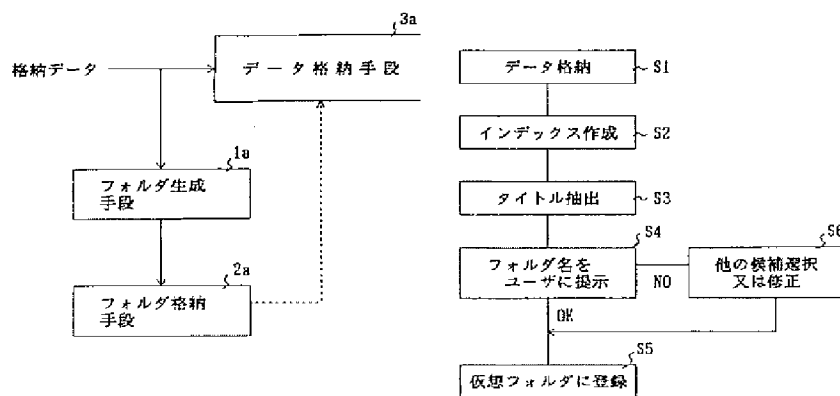 3a
格納データ
データ格納手段
1a
フォルダ生成
手段
2a
フォルダ格納
手段
データ格納
S1
インデックス作成
S2
タイトル抽出
S3
S4
フォルダ名を
ユーザに提示
NO
S6
他の候補選択
又は修正
OK
S5
仮想フォルダに登録